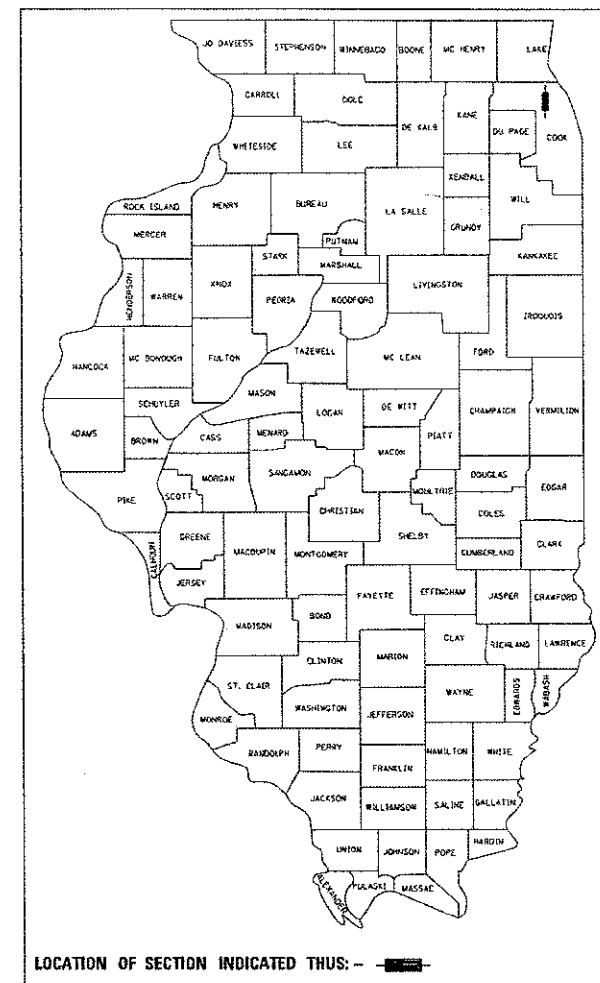 JO DAVIESS STEPHENSON WINNEBAGO BOONE MC HENRY LAKE
CARROLL OGLE KANE COOK
DE KALB DU PAGE
WHITESIDE LEE
KENDALL
ROCK ISLAND HENRY BUREAU LA SALLE WILL
MERCER PUTNAM GRUNDY
STARK MARSHALL KANKAKEE
HENDERSON WARREN KNOX PEORIA WOODFORD LIVINGSTON
IROQUOIS
HANCOCK MC DONOUGH FULTON TAZEWELL MC LEAN FORD
MASON
SCHUYLER LOGAN DE WITT CHAMPAIGN VERMILION
ADAMS BROWN CASS MENARD PIATT
MACON
MORGAN SANGAMON DOUGLAS
PIKE SCOTT MOULTRIE EDGAR
CHRISTIAN COLES
GREENE MACOUPIN MONTGOMERY SHELBY CLARK
CALHOUN CUMBERLAND
JERSEY FAYETTE EFFINGHAM JASPER CRAWFORD
MADISON BOND
CLAY RICHLAND LAWRENCE
CLINTON MARION
ST. CLAIR WAYNE EDWARDS WABASH
WASHINGTON JEFFERSON
MONROE
RANDOLPH PERRY HAMILTON WHITE
FRANKLIN
JACKSON WILLIAMSON SALINE GALLATIN
UNION JOHNSON POPE HARDIN
ALEXANDER PULASKI MASSAC
LOCATION OF SECTION INDICATED THUS: -